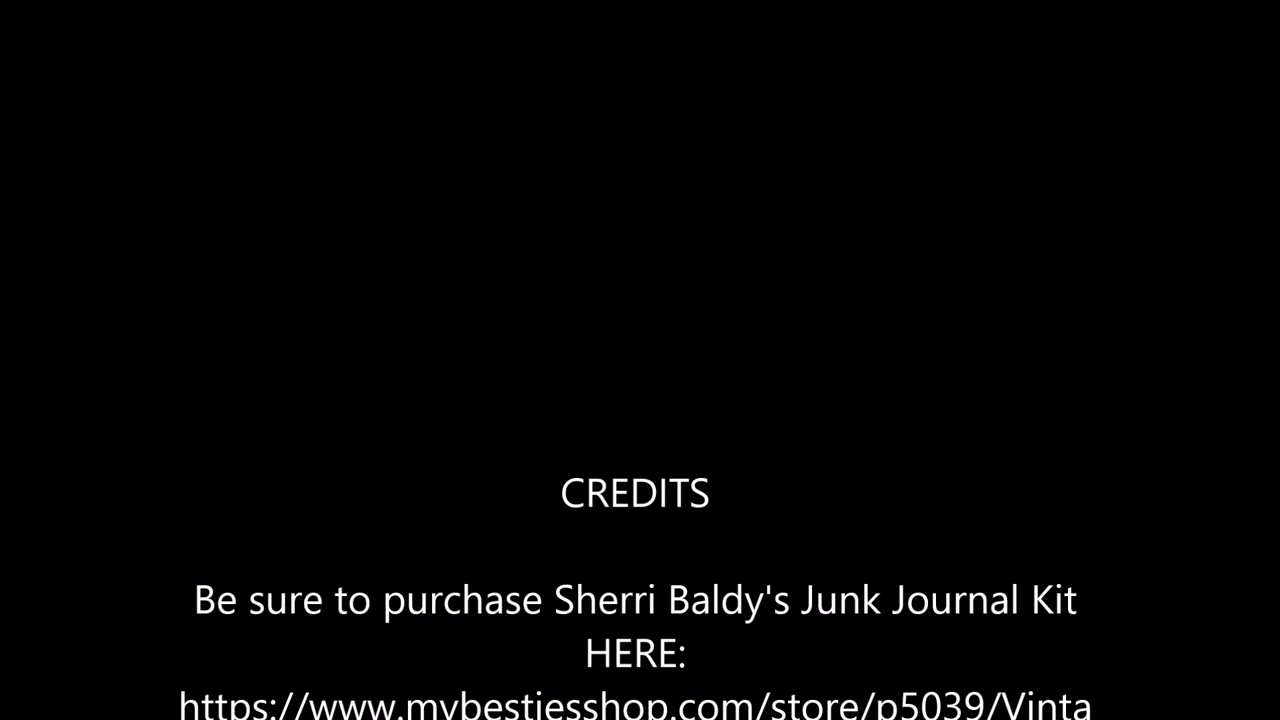 CREDITS
Be sure to purchase Sherri Baldy's Junk Journal Kit
HERE:
https://www.mybestiesshop.com/store/p5039/Vinta